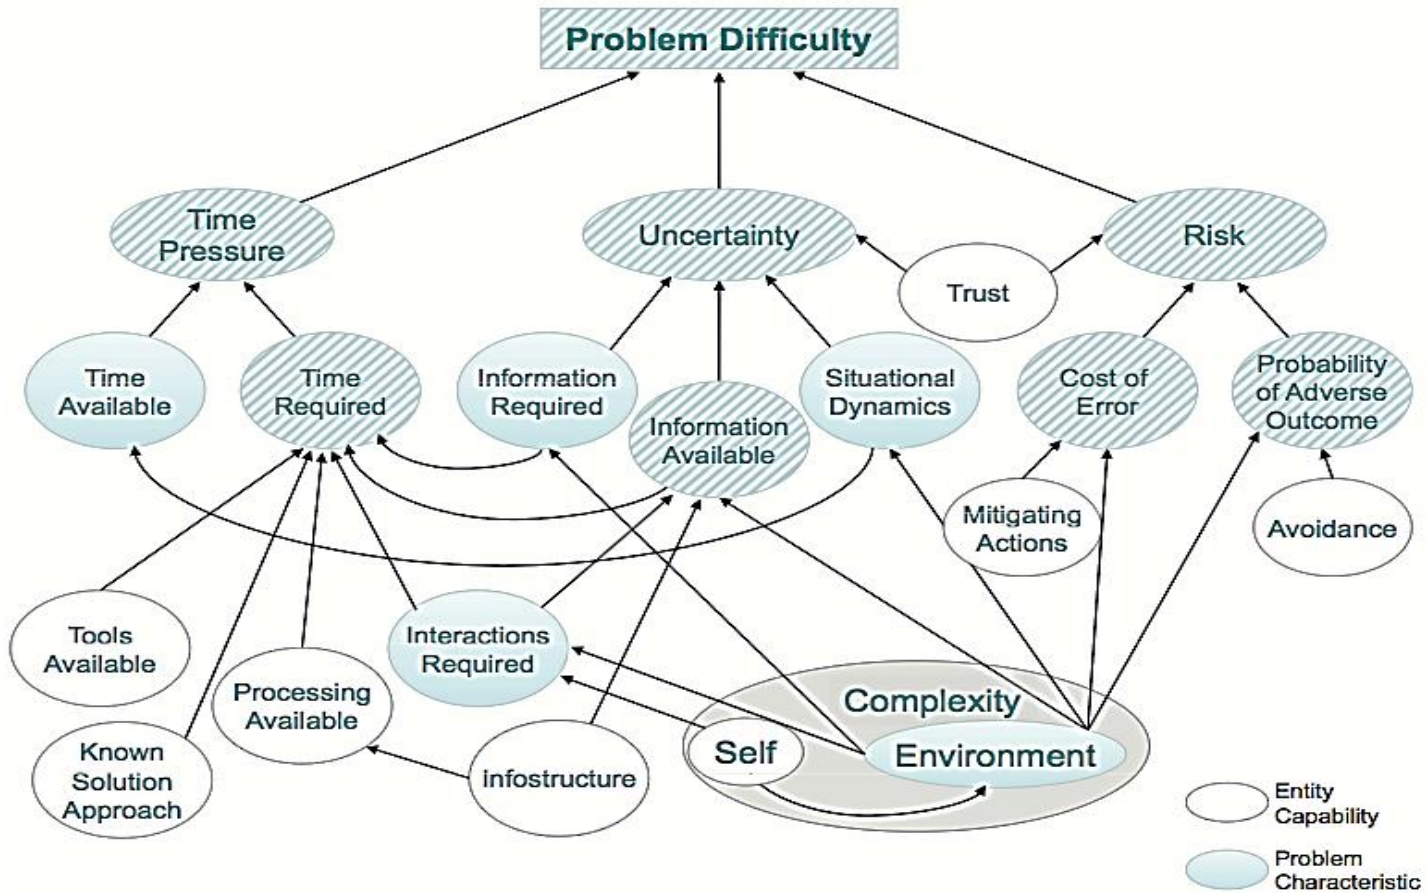 Problem Difficulty
Time
Pressure
Uncertainty
Risk
Trust
Time
Available
Time
Required
Information
Required
Information
Available
Situational
Dynamics
Cost of
Error
Probability
of Adverse
Outcome
Mitigating
Actions
Avoidance
Tools
Available
Interactions
Required
Processing
Available
Known
Solution
Approach
infostructure
Complexity
Self
Environment
Entity
Capability
Problem
Characteristic